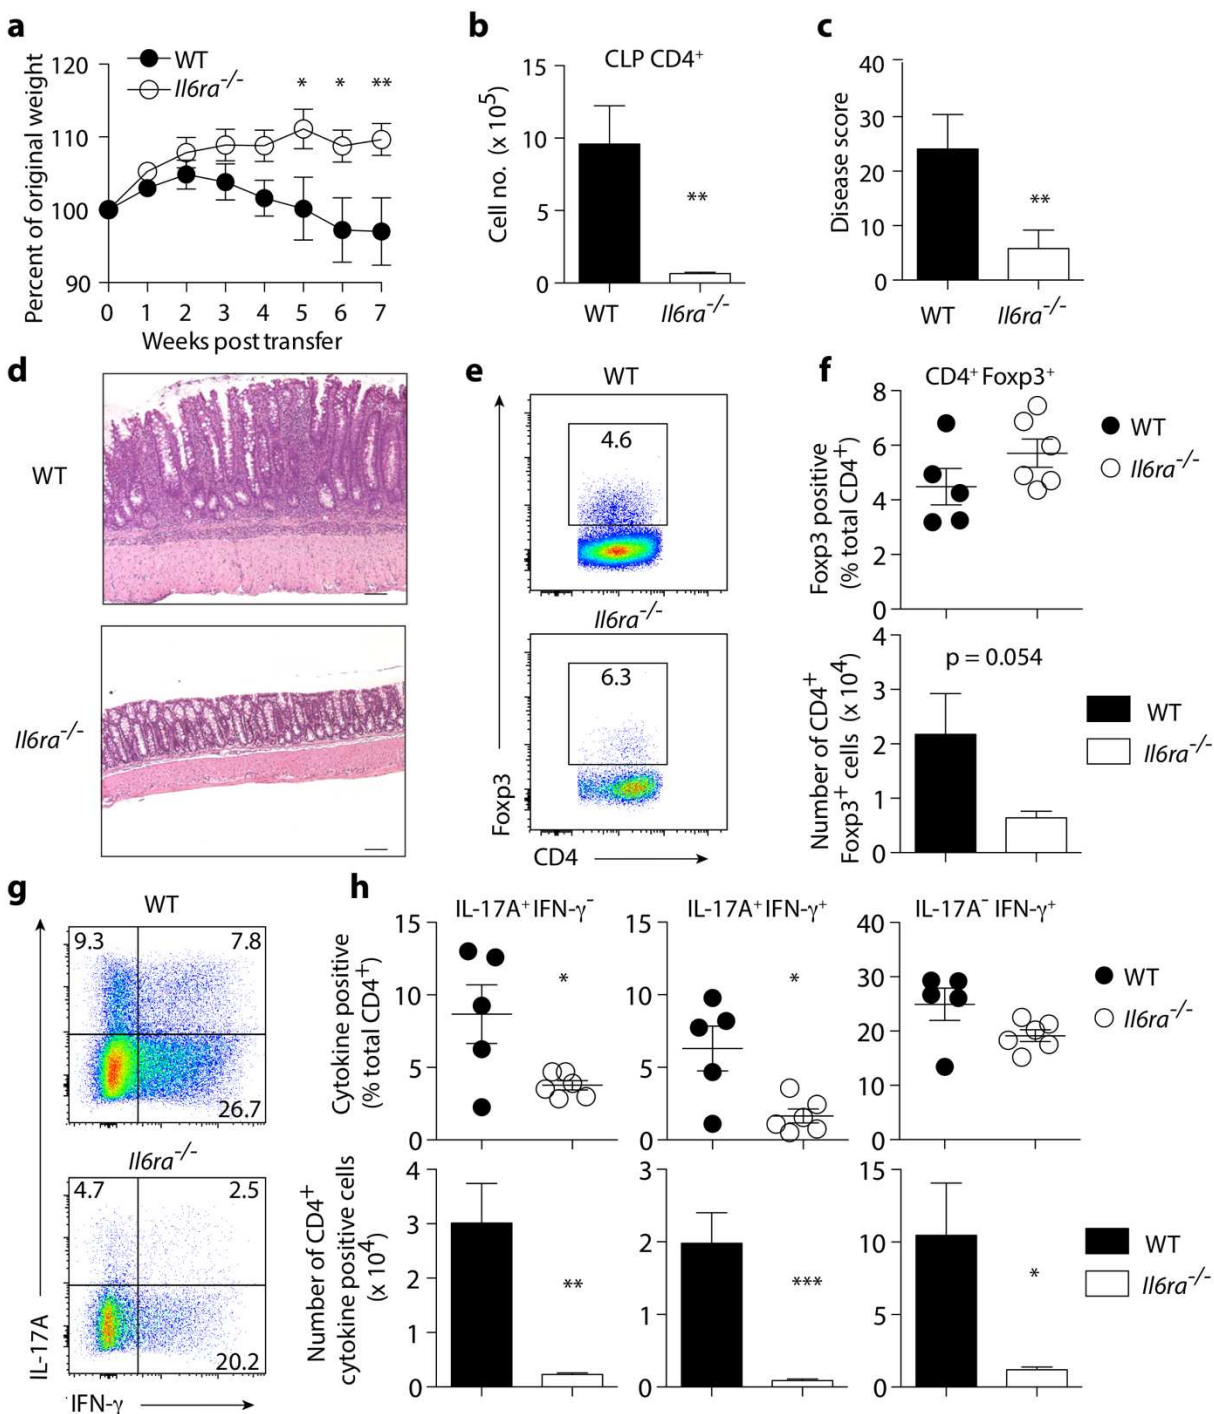 a
WT
Il6ra-/-
Percent of original weight
120
110
100
90
* * **
0 1 2 3 4 5 6 7
Weeks post transfer
b
CLP CD4+
Cell no. (x 10⁵)
15
10
5
0
**
WT Il6ra-/-
c
Disease score
40
30
20
10
0
**
WT Il6ra-/-
d
WT
Il6ra-/-
e
WT
4.6
Il6ra-/-
6.3
Foxp3
CD4
f
CD4+ Foxp3+
Foxp3 positive
(% total CD4+)
8
6
4
2
0
WT
Il6ra-/-
Number of CD4+
Foxp3+ cells (x 10⁴)
4
3
2
1
0
p = 0.054
WT
Il6ra-/-
g
WT
9.3 7.8
26.7
Il6ra-/-
4.7 2.5
20.2
IL-17A
IFN-γ
h
IL-17A+ IFN-γ-
IL-17A+ IFN-γ+
IL-17A- IFN-γ+
Cytokine positive
(% total CD4+)
15
10
5
0
*
15
10
5
0
*
40
30
20
10
0
WT
Il6ra-/-
Number of CD4+
cytokine positive cells
(x 10⁴)
4
3
2
1
0
**
3
2
1
0
***
15
10
5
0
*
WT
Il6ra-/-